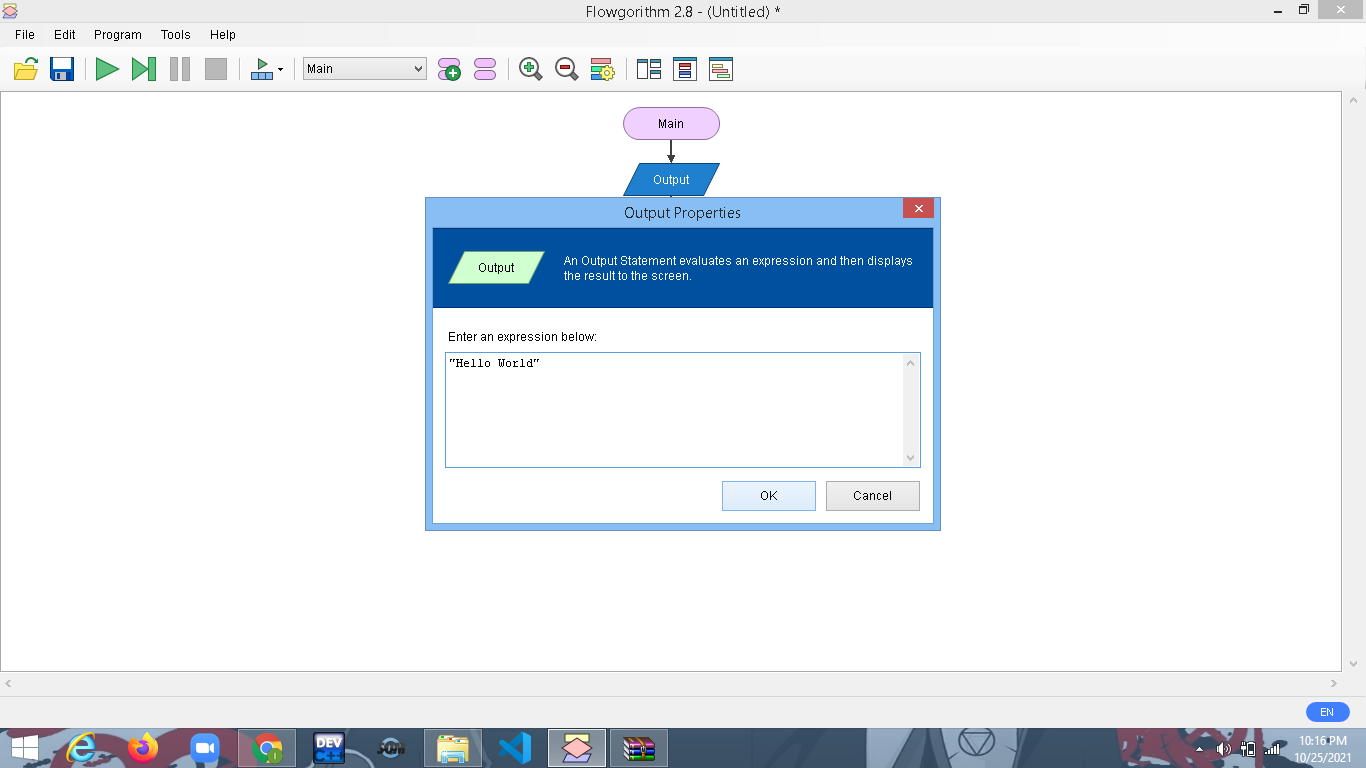 Flowgorithm 2.8 - (Untitled) *
File Edit Program Tools Help
Main
Main
Output
Output Properties
Output
An Output Statement evaluates an expression and then displays
the result to the screen.
Enter an expression below:
"Hello World"
OK Cancel
EN
DEV
C++
10:16 PM
10/25/2021